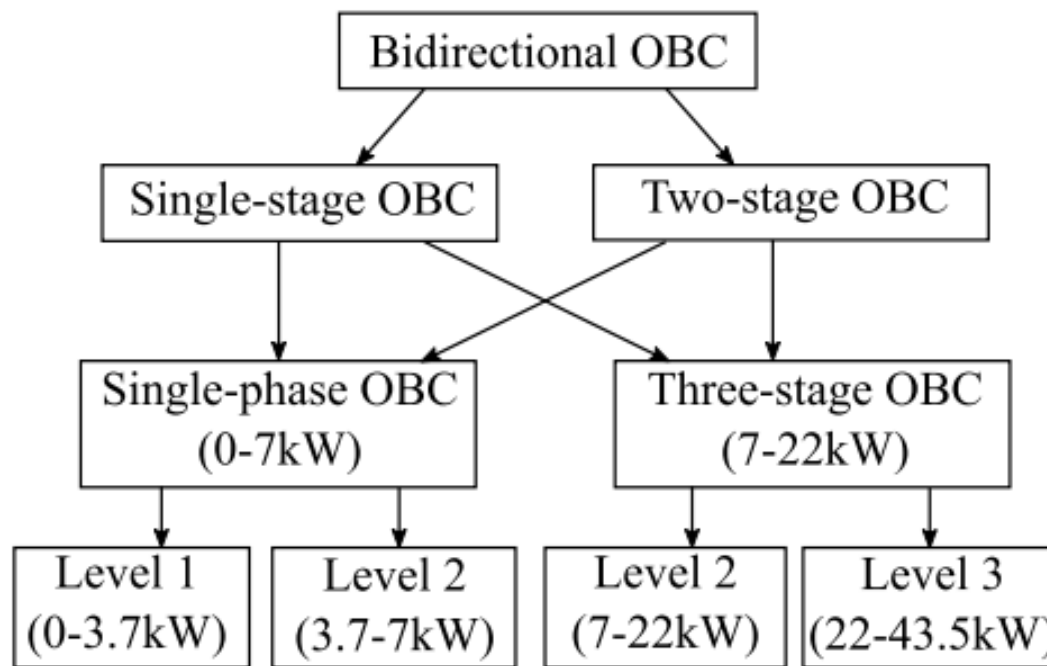 Bidirectional OBC
Single-stage OBC
Two-stage OBC
Single-phase OBC
(0-7kW)
Three-stage OBC
(7-22kW)
Level 1
(0-3.7kW)
Level 2
(3.7-7kW)
Level 2
(7-22kW)
Level 3
(22-43.5kW)